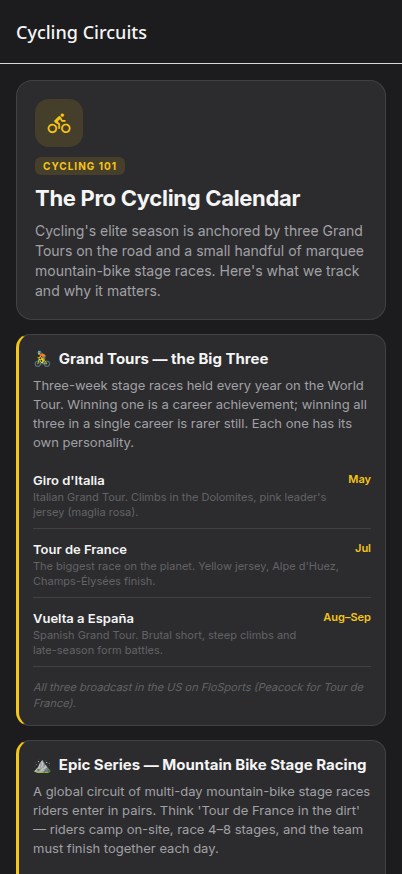 Cycling Circuits
CYCLING 101
The Pro Cycling Calendar
Cycling's elite season is anchored by three Grand
Tours on the road and a small handful of marquee
mountain-bike stage races. Here's what we track
and why it matters.
Grand Tours — the Big Three
Three-week stage races held every year on the World
Tour. Winning one is a career achievement; winning all
three in a single career is rarer still. Each one has its
own personality.
Giro d'Italia
May
Italian Grand Tour. Climbs in the Dolomites, pink leader's
jersey (maglia rosa).
Tour de France
Jul
The biggest race on the planet. Yellow jersey, Alpe d'Huez,
Champs-Élysées finish.
Vuelta a España
Aug–Sep
Spanish Grand Tour. Brutal short, steep climbs and
late-season form battles.
All three broadcast in the US on FloSports (Peacock for Tour de
France).
Epic Series — Mountain Bike Stage Racing
A global circuit of multi-day mountain-bike stage races
riders enter in pairs. Think 'Tour de France in the dirt'
— riders camp on-site, race 4–8 stages, and the team
must finish together each day.